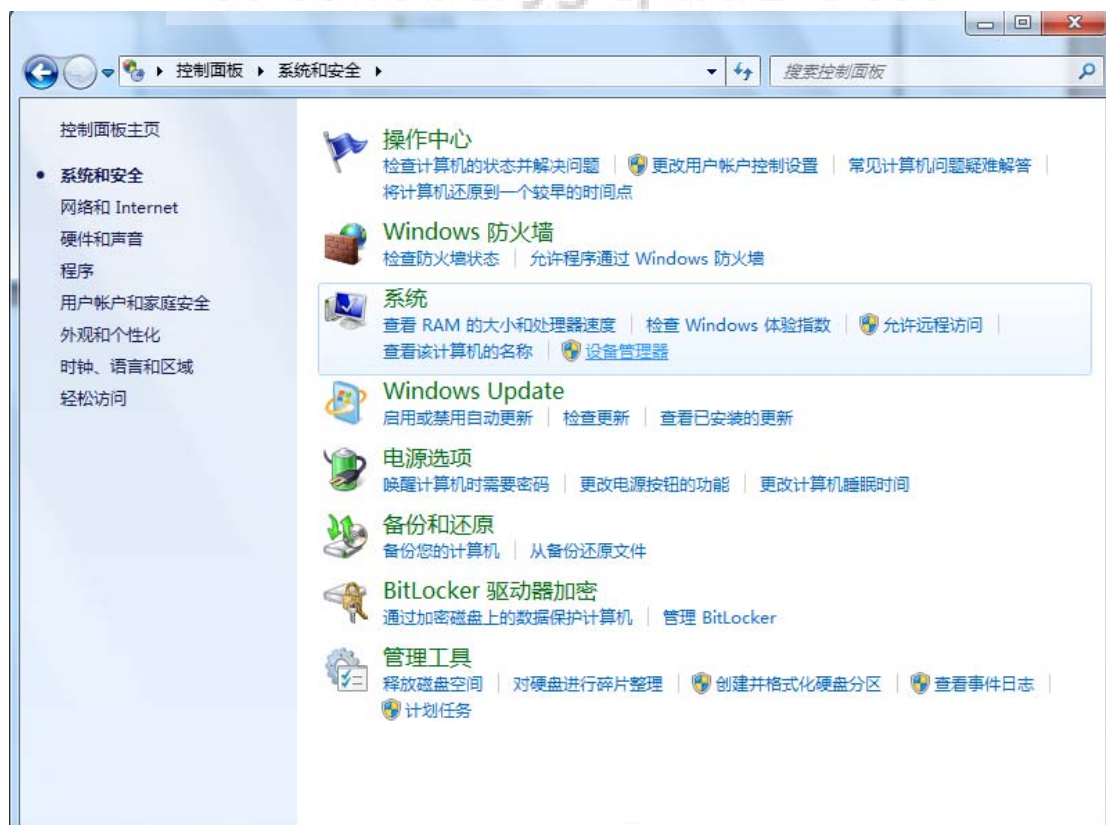 控制面板 系统和安全 搜索控制面板
控制面板主页
系统和安全
网络和 Internet
硬件和声音
程序
用户帐户和家庭安全
外观和个性化
时钟、语言和区域
轻松访问
操作中心
检查计算机的状态并解决问题 更改用户帐户控制设置 常见计算机问题疑难解答
将计算机还原到一个较早的时间点
Windows 防火墙
检查防火墙状态 允许程序通过 Windows 防火墙
系统
查看 RAM 的大小和处理器速度 检查 Windows 体验指数 允许远程访问
查看该计算机的名称 设备管理器
Windows Update
启用或禁用自动更新 检查更新 查看已安装的更新
电源选项
唤醒计算机时需要密码 更改电源按钮的功能 更改计算机睡眠时间
备份和还原
备份您的计算机 从备份还原文件
BitLocker 驱动器加密
通过加密磁盘上的数据保护计算机 管理 BitLocker
管理工具
释放磁盘空间 对硬盘进行碎片整理 创建并格式化硬盘分区 查看事件日志
计划任务